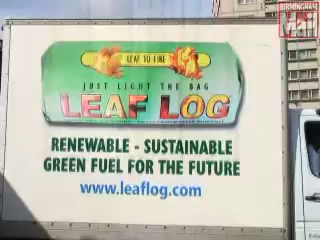 BIRMINGHAM
Mail
LEAF TO FIRE
JUST LIGHT THE BAG
LEAF LOG
RENEWABLE - SUSTAINABLE
GREEN FUEL FOR THE FUTURE
www.leaflog.com